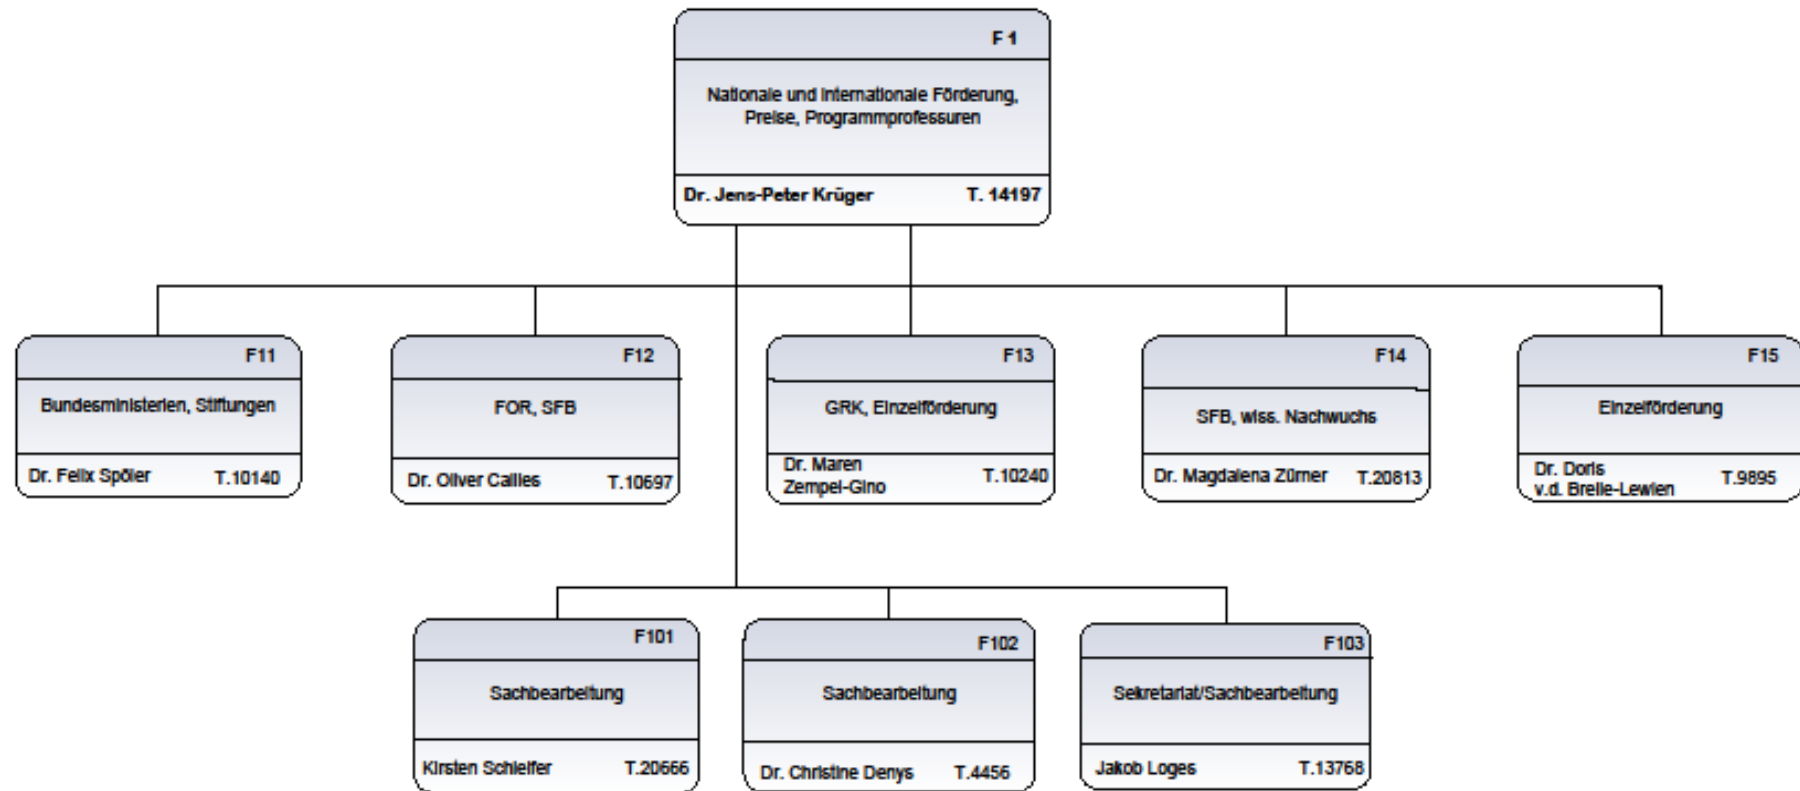 F 1
Nationale und Internationale Förderung,
Preise, Programmprofessuren
Dr. Jens-Peter Krüger T. 14197
F11
Bundesministerien, Stiftungen
Dr. Felix Spöler T.10140
F12
FOR, SFB
Dr. Oliver Callies T.10697
F13
GRK, Einzelförderung
Dr. Maren
Zempel-Gino T.10240
F14
SFB, wiss. Nachwuchs
Dr. Magdalena Zürner T.20813
F15
Einzelförderung
Dr. Doris
v.d. Brelie-Lewien T.9895
F101
Sachbearbeitung
Kirsten Schleifer T.20666
F102
Sachbearbeitung
Dr. Christine Denys T.4456
F103
Sekretariat/Sachbearbeitung
Jakob Loges T.13768